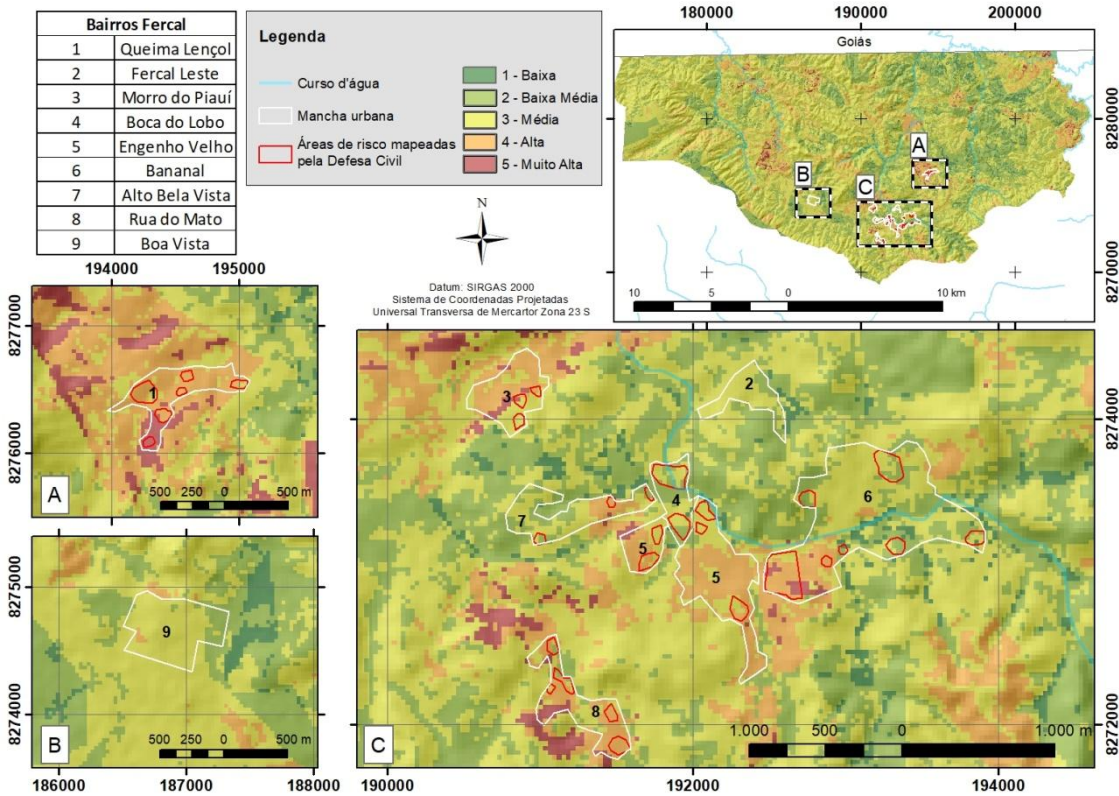 Bairros Fercal
1 Queima Lençol
2 Fercal Leste
3 Morro do Piauí
4 Boca do Lobo
5 Engenho Velho
6 Bananal
7 Alto Bela Vista
8 Rua do Mato
9 Boa Vista
Legenda
Curso d'água
Mancha urbana
Áreas de risco mapeadas
pela Defesa Civil
1 - Baixa
2 - Baixa Média
3 - Média
4 - Alta
5 - Muito Alta
N
Datum: SIRGAS 2000
Sistema de Coordenadas Projetadas
Universal Transversa de Mercartor Zona 23 S
180000 190000 200000
Goiás
8280000
8270000
A
B
C
10 5 0 10 km
194000 195000
8277000
8276000
1
500 250 0 500 m
A
8275000
8274000
9
500 250 0 500 m
B
186000 187000 188000
8274000
8272000
3
2
4
6
7
5
5
8
1.000 500 0 1.000 m
C
190000 192000 194000